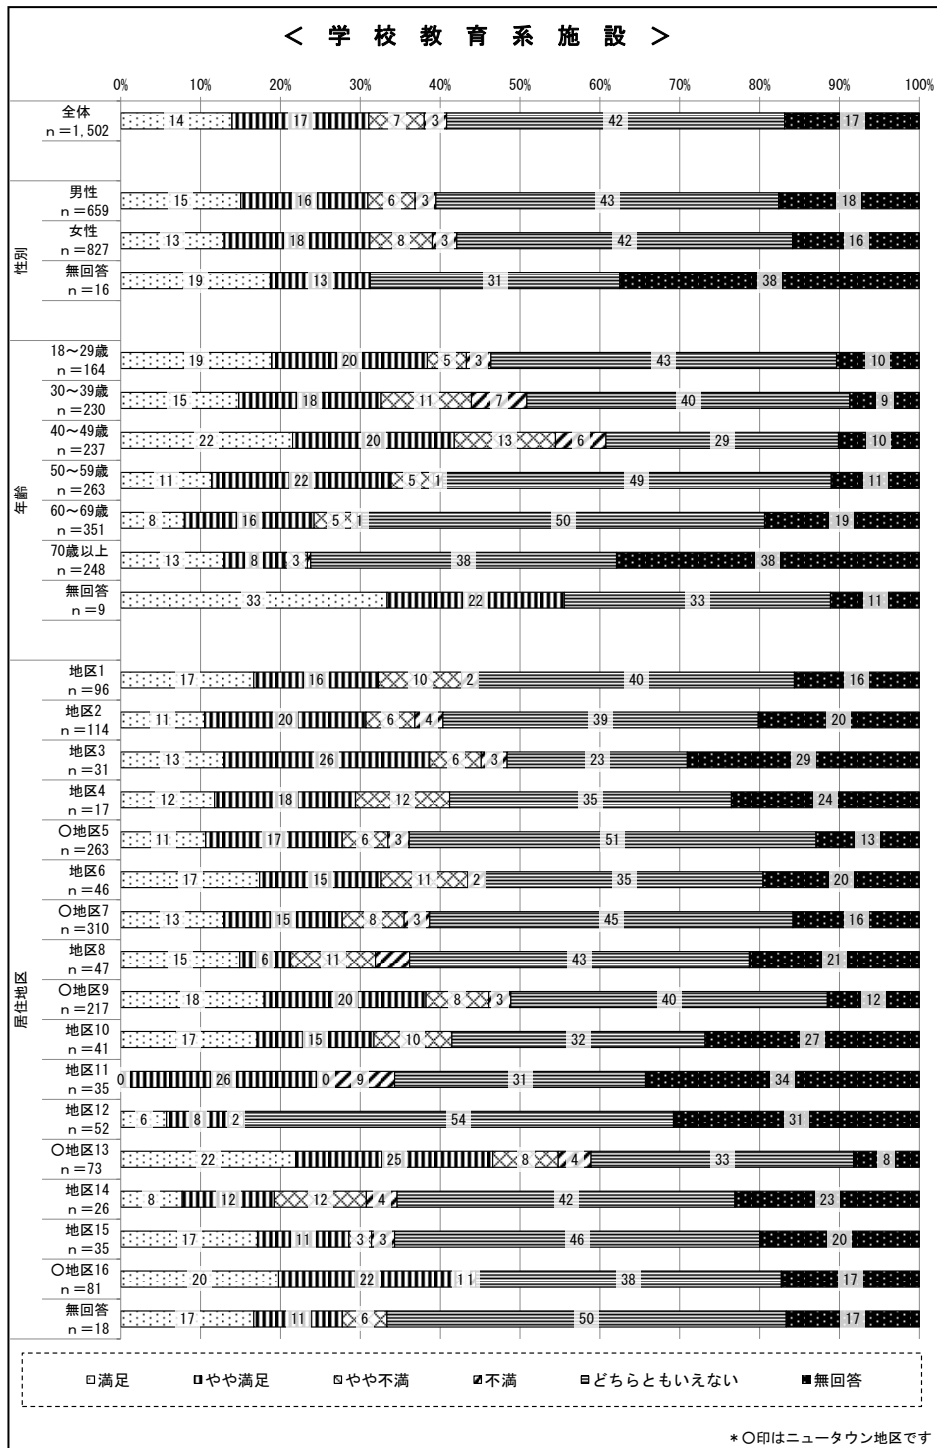 ＜ 学 校 教 育 系 施 設 ＞
0% 10% 20% 30% 40% 50% 60% 70% 80% 90% 100%
全体
ｎ＝1,502
14 17 7 3 42 17
性別
男性
ｎ＝659
15 16 6 3 43 18
女性
ｎ＝827
13 18 8 3 42 16
無回答
ｎ＝16
19 13 31 38
年齢
18～29歳
ｎ＝164
19 20 5 3 43 10
30～39歳
ｎ＝230
15 18 11 7 40 9
40～49歳
ｎ＝237
22 20 13 6 29 10
50～59歳
ｎ＝263
11 22 5 1 49 11
60～69歳
ｎ＝351
8 16 5 1 50 19
70歳以上
ｎ＝248
13 8 3 38 38
無回答
ｎ＝9
33 22 33 11
居住地区
地区1
ｎ＝96
17 16 10 2 40 16
地区2
ｎ＝114
11 20 6 4 39 20
地区3
ｎ＝31
13 26 6 3 23 29
地区4
ｎ＝17
12 18 12 35 24
〇地区5
ｎ＝263
11 17 6 3 51 13
地区6
ｎ＝46
17 15 11 2 35 20
〇地区7
ｎ＝310
13 15 8 3 45 16
地区8
ｎ＝47
15 6 11 43 21
〇地区9
ｎ＝217
18 20 8 3 40 12
地区10
ｎ＝41
17 15 10 32 27
地区11
ｎ＝35
0 26 0 9 31 34
地区12
ｎ＝52
6 8 2 54 31
〇地区13
ｎ＝73
22 25 8 4 33 8
地区14
ｎ＝26
8 12 12 4 42 23
地区15
ｎ＝35
17 11 3 3 46 20
〇地区16
ｎ＝81
20 22 1 1 38 17
無回答
ｎ＝18
17 11 6 50 17
満足 やや満足 やや不満 不満 どちらともいえない 無回答
＊〇印はニュータウン地区です